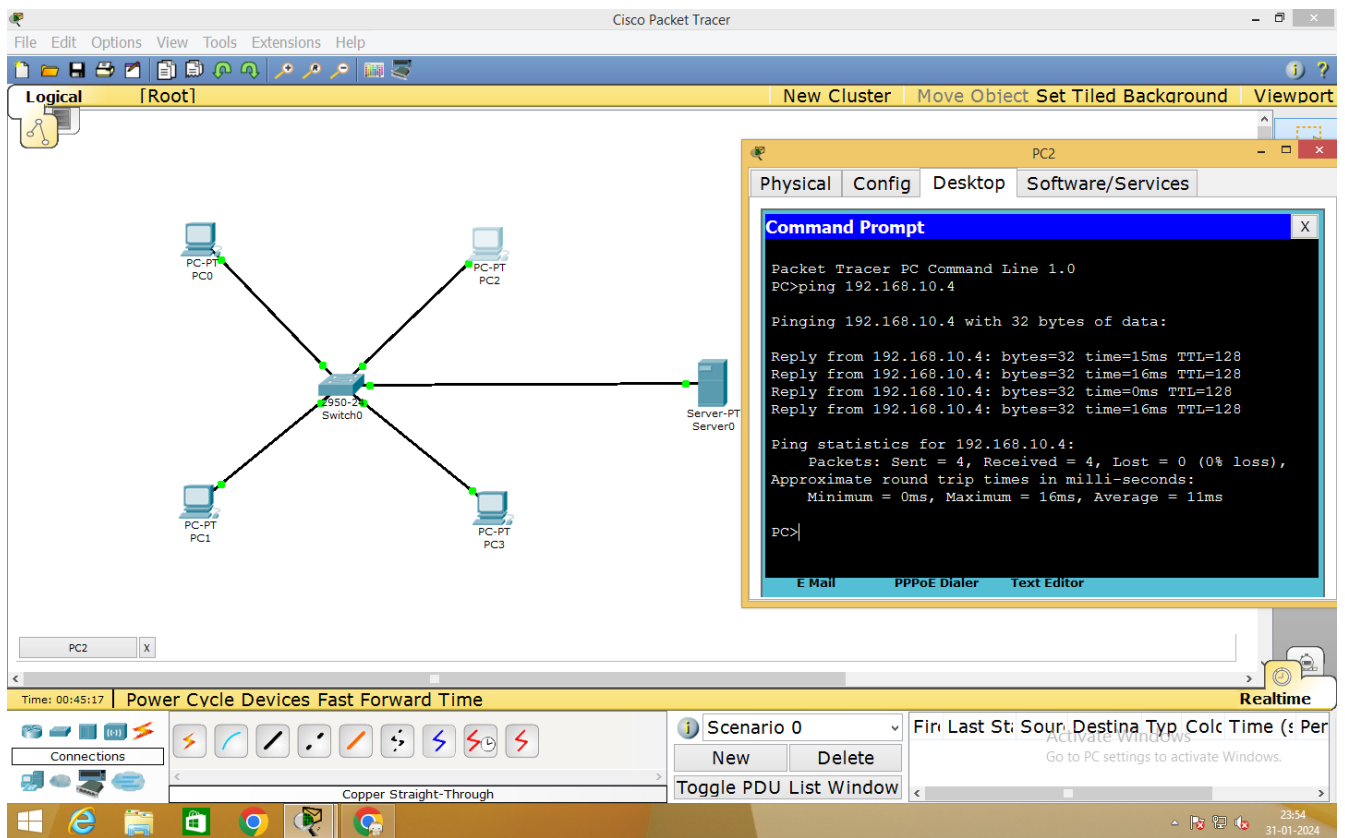 Cisco Packet Tracer
File Edit Options View Tools Extensions Help
Logical [Root] New Cluster Move Object Set Tiled Background Viewport
PC2
Physical Config Desktop Software/Services
Command Prompt X
Packet Tracer PC Command Line 1.0
PC>ping 192.168.10.4
Pinging 192.168.10.4 with 32 bytes of data:
Reply from 192.168.10.4: bytes=32 time=15ms TTL=128
Reply from 192.168.10.4: bytes=32 time=16ms TTL=128
Reply from 192.168.10.4: bytes=32 time=0ms TTL=128
Reply from 192.168.10.4: bytes=32 time=16ms TTL=128
Ping statistics for 192.168.10.4:
Packets: Sent = 4, Received = 4, Lost = 0 (0% loss),
Approximate round trip times in milli-seconds:
Minimum = 0ms, Maximum = 16ms, Average = 11ms
PC>
E Mail PPPoE Dialer Text Editor
PC-PT
PC0
PC-PT
PC2
2950-24
Switch0
Server-PT
Server0
PC-PT
PC1
PC-PT
PC3
PC2 X
Time: 00:45:17 Power Cycle Devices Fast Forward Time Realtime
Connections
Copper Straight-Through
Scenario 0
New Delete
Toggle PDU List Window
Fir Last Sta Sour Destina Typ Colc Time (s Per
Activate Windows
Go to PC settings to activate Windows.
23:54
31-01-2024